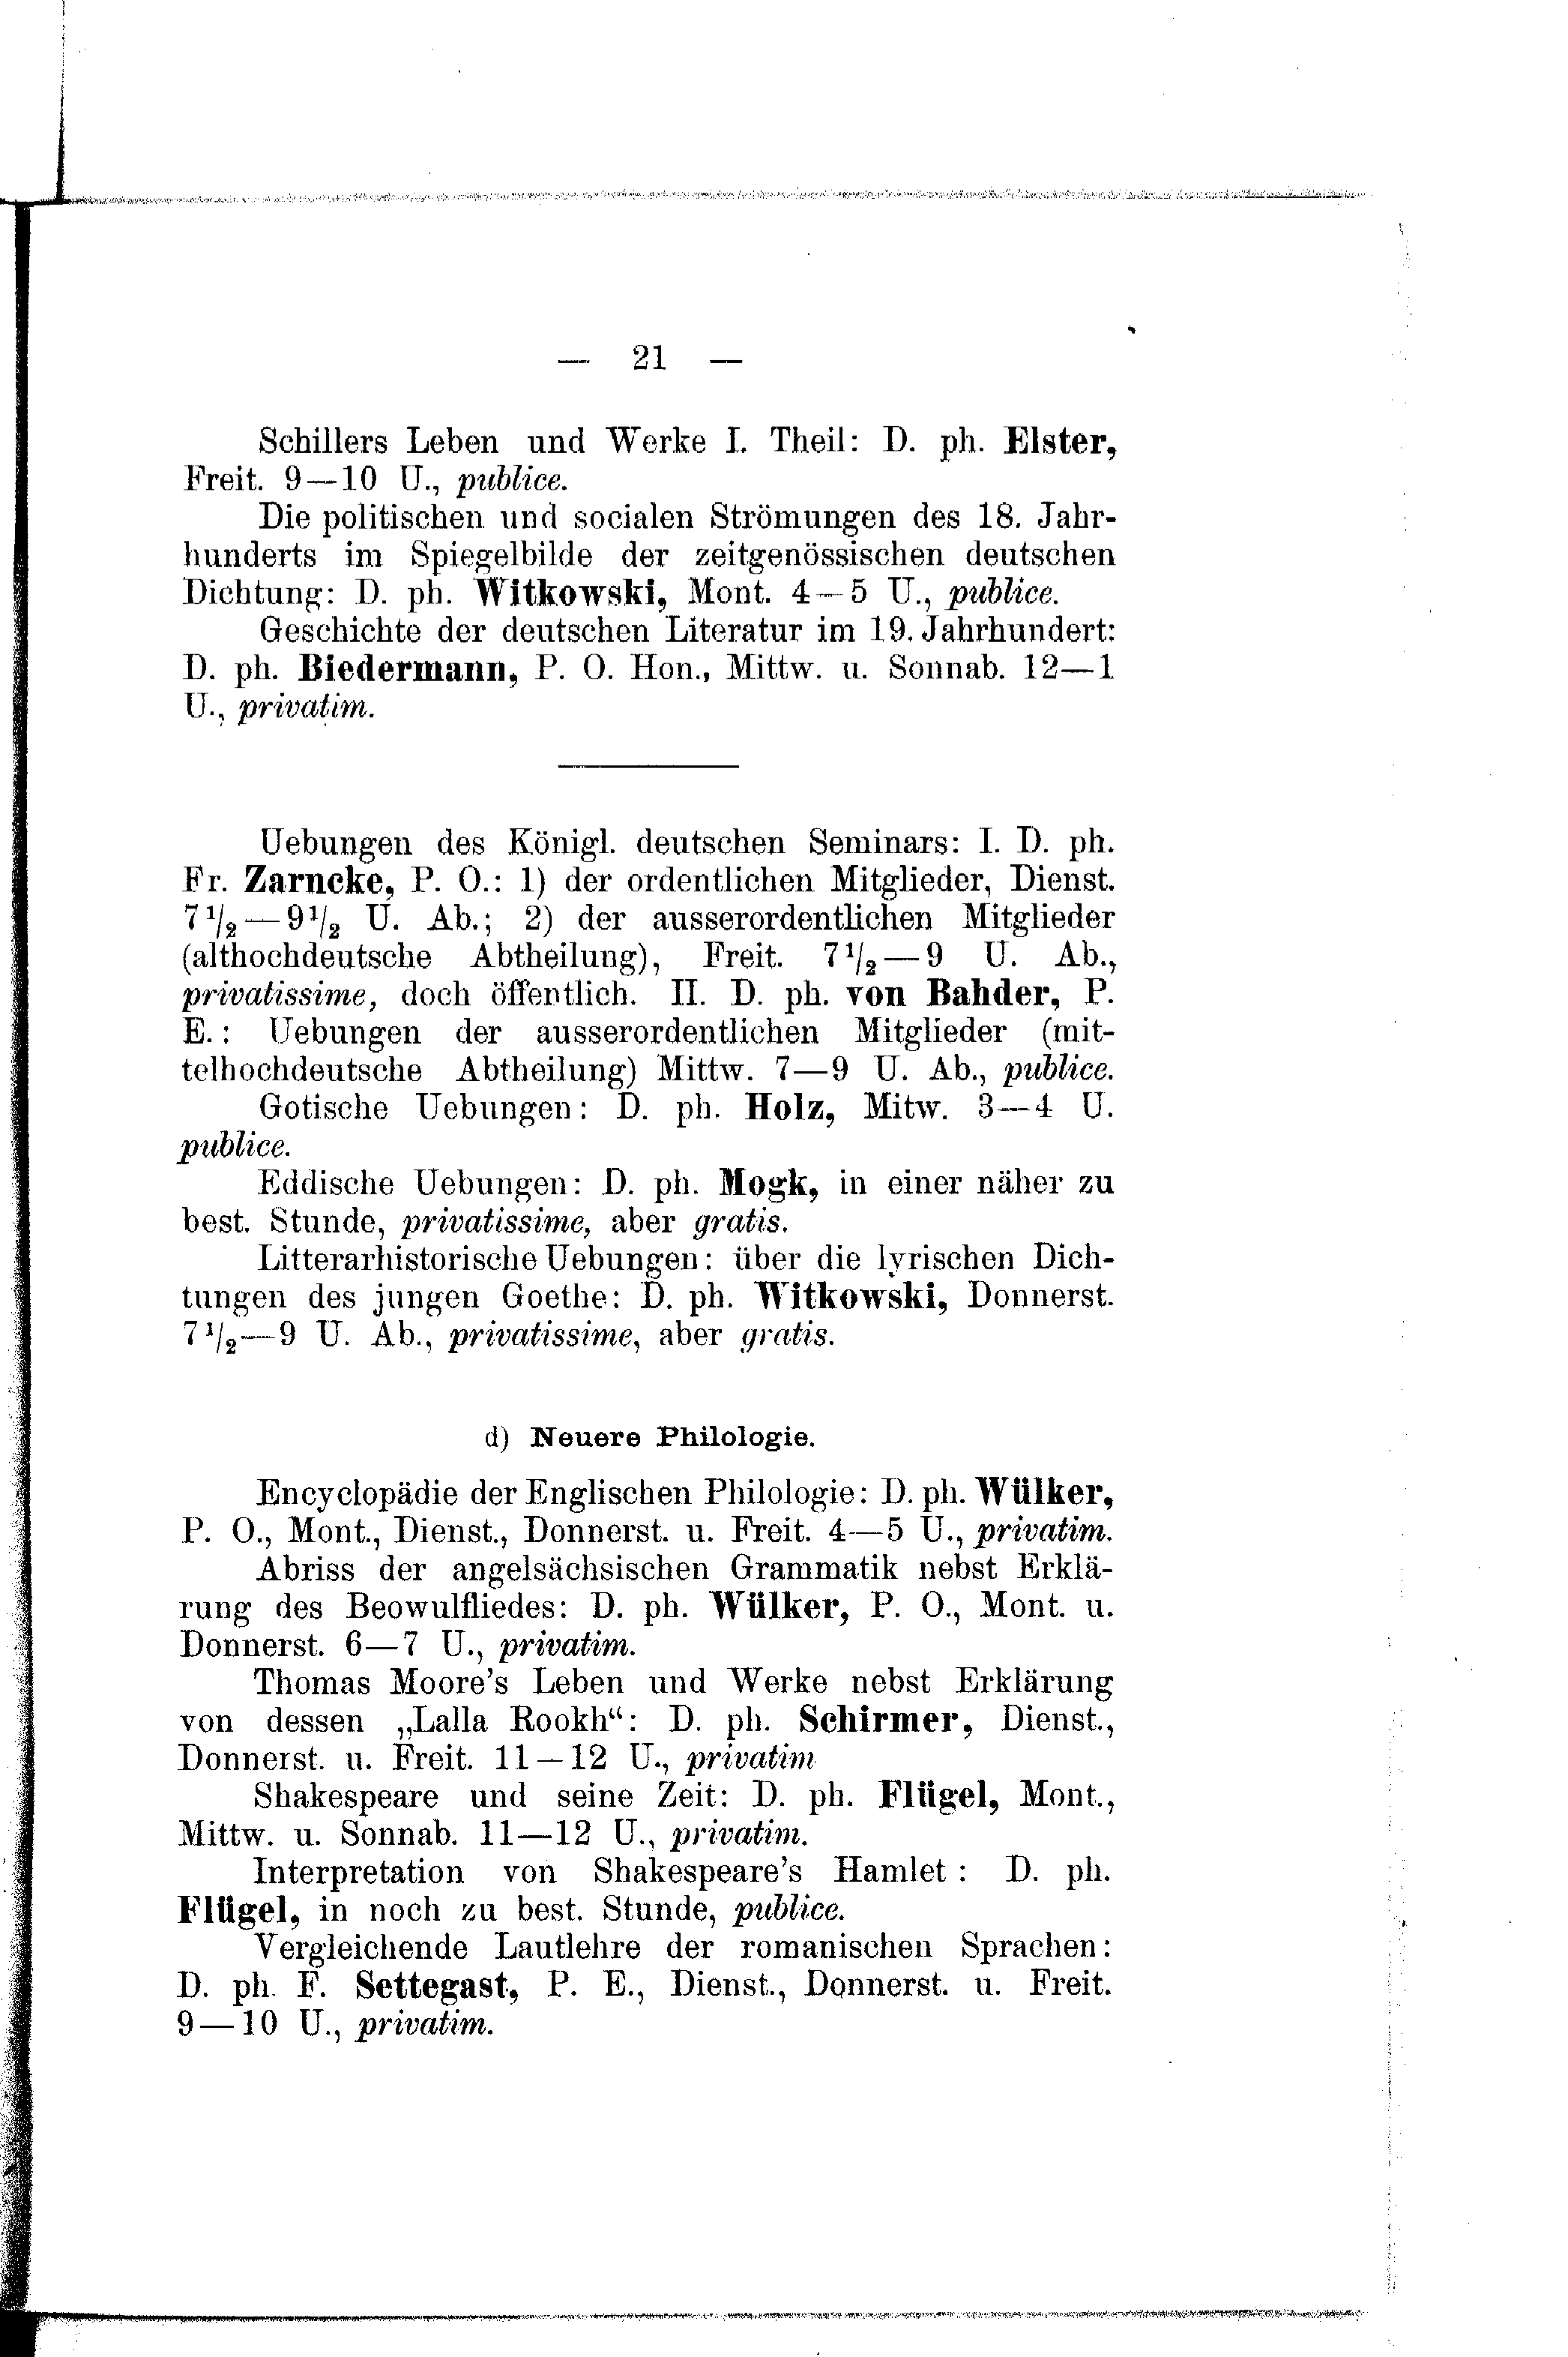 — 21 —
Schillers Leben und Werke I. Theil: D. ph. Elster,
Freit. 9—10 U., publice.
Die politischen und socialen Strömungen des 18. Jahr-
hunderts im Spiegelbilde der zeitgenössischen deutschen
Dichtung: D. ph. Witkowski, Mont. 4—5 U., publice.
Geschichte der deutschen Literatur im 19. Jahrhundert:
D. ph. Biedermann, P. O. Hon., Mittw. u. Sonnab. 12—1
U., privatim.
Uebungen des Königl. deutschen Seminars: I. D. ph.
Fr. Zarncke, P. O.: 1) der ordentlichen Mitglieder, Dienst.
7 1/2—9 1/2 U. Ab.; 2) der ausserordentlichen Mitglieder
(althochdeutsche Abtheilung), Freit. 7 1/2—9 U. Ab.,
privatissime, doch öffentlich. II. D. ph. von Bahder, P.
E.: Uebungen der ausserordentlichen Mitglieder (mit-
telhochdeutsche Abtheilung) Mittw. 7—9 U. Ab., publice.
Gotische Uebungen: D. ph. Holz, Mitw. 3—4 U.
publice.
Eddische Uebungen: D. ph. Mogk, in einer näher zu
best. Stunde, privatissime, aber gratis.
Litterarhistorische Uebungen: über die lyrischen Dich-
tungen des jungen Goethe: D. ph. Witkowski, Donnerst.
7 1/2—9 U. Ab., privatissime, aber gratis.
d) Neuere Philologie.
Encyclopädie der Englischen Philologie: D. ph. Wülker,
P. O., Mont., Dienst., Donnerst. u. Freit. 4—5 U., privatim.
Abriss der angelsächsischen Grammatik nebst Erklä-
rung des Beowulfliedes: D. ph. Wülker, P. O., Mont. u.
Donnerst. 6—7 U., privatim.
Thomas Moore's Leben und Werke nebst Erklärung
von dessen „Lalla Rookh“: D. ph. Schirmer, Dienst.,
Donnerst. u. Freit. 11—12 U., privatim
Shakespeare und seine Zeit: D. ph. Flügel, Mont.,
Mittw. u. Sonnab. 11—12 U., privatim.
Interpretation von Shakespeare's Hamlet: D. ph.
Flügel, in noch zu best. Stunde, publice.
Vergleichende Lautlehre der romanischen Sprachen:
D. ph. F. Settegast, P. E., Dienst., Donnerst. u. Freit.
9—10 U., privatim.